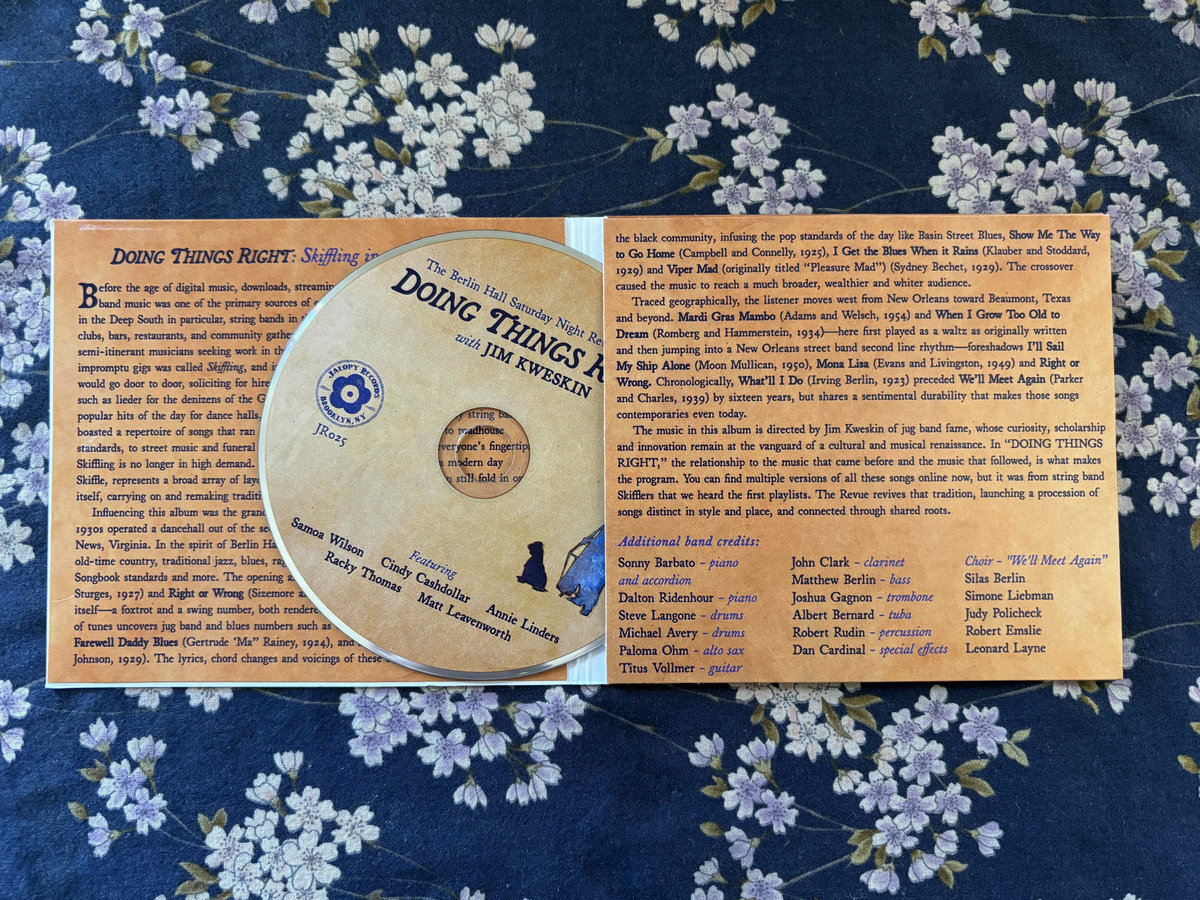 DOING THINGS RIGHT: Skiffling in
Before the age of digital music, downloads, streaming
band music was one of the primary sources of
in the Deep South in particular, string bands in
clubs, bars, restaurants, and community
semi-itinerant musicians seeking work in
impromptu gigs was called Skiffling, and
would go door to door, soliciting for hire
such as lieder for the denizens of the
popular hits of the day for dance halls,
boasted a repertoire of songs that ran
standards, to street music and funeral
Skiffling is no longer in high demand.
Skiffle, represents a broad array of
itself, carrying on and remaking
Influencing this album was the
1930s operated a dancehall out of the
News, Virginia. In the spirit of Berlin
old-time country, traditional jazz, blues,
Songbook standards and more. The opening
Sturges, 1927) and Right or Wrong (Sizemore
itself—a foxtrot and a swing number, both
of tunes uncovers jug band and blues numbers such as
Farewell Daddy Blues (Gertrude "Ma" Rainey, 1924), and
Johnson, 1929). The lyrics, chord changes and voicings of these
The Berlin Hall Saturday Night
DOING THINGS
with JIM KWESKIN
JALOPY RECORDS
BROOKLYN, NY
JR025
string
to roadhouse
everyone's
modern day
still fold in
Featuring
Samoa Wilson Cindy Cashdollar Annie Linders
Racky Thomas Matt Leavenworth
the black community, infusing the pop standards of the day like Basin Street Blues, Show Me The Way
to Go Home (Campbell and Connelly, 1925), I Get the Blues When it Rains (Klauber and Stoddard,
1929) and Viper Mad (originally titled “Pleasure Mad”) (Sydney Bechet, 1929). The crossover
caused the music to reach a much broader, wealthier and whiter audience.
Traced geographically, the listener moves west from New Orleans toward Beaumont, Texas
and beyond. Mardi Gras Mambo (Adams and Welsch, 1954) and When I Grow Too Old to
Dream (Romberg and Hammerstein, 1934)—here first played as a waltz as originally written
and then jumping into a New Orleans street band second line rhythm—foreshadows I’ll Sail
My Ship Alone (Moon Mullican, 1950), Mona Lisa (Evans and Livingston, 1949) and Right or
Wrong. Chronologically, What’ll I Do (Irving Berlin, 1923) preceded We’ll Meet Again (Parker
and Charles, 1939) by sixteen years, but shares a sentimental durability that makes those songs
contemporaries even today.
The music in this album is directed by Jim Kweskin of jug band fame, whose curiosity, scholarship
and innovation remain at the vanguard of a cultural and musical renaissance. In “DOING THINGS
RIGHT,” the relationship to the music that came before and the music that followed, is what makes
the program. You can find multiple versions of all these songs online now, but it was from string band
Skifflers that we heard the first playlists. The Revue revives that tradition, launching a procession of
songs distinct in style and place, and connected through shared roots.
Additional band credits:
Sonny Barbato - piano
and accordion
Dalton Ridenhour - piano
Steve Langone - drums
Michael Avery - drums
Paloma Ohm - alto sax
Titus Vollmer - guitar
John Clark - clarinet
Matthew Berlin - bass
Joshua Gagnon - trombone
Albert Bernard - tuba
Robert Rudin - percussion
Dan Cardinal - special effects
Choir - "We'll Meet Again"
Silas Berlin
Simone Liebman
Judy Policheck
Robert Emslie
Leonard Layne